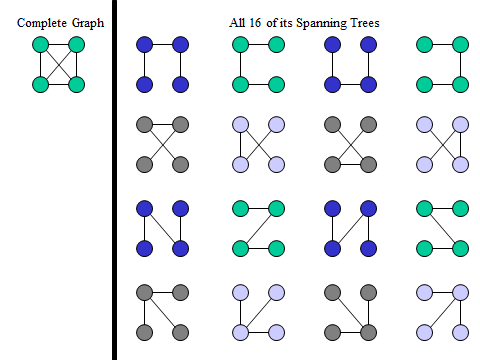 Complete Graph
All 16 of its Spanning Trees